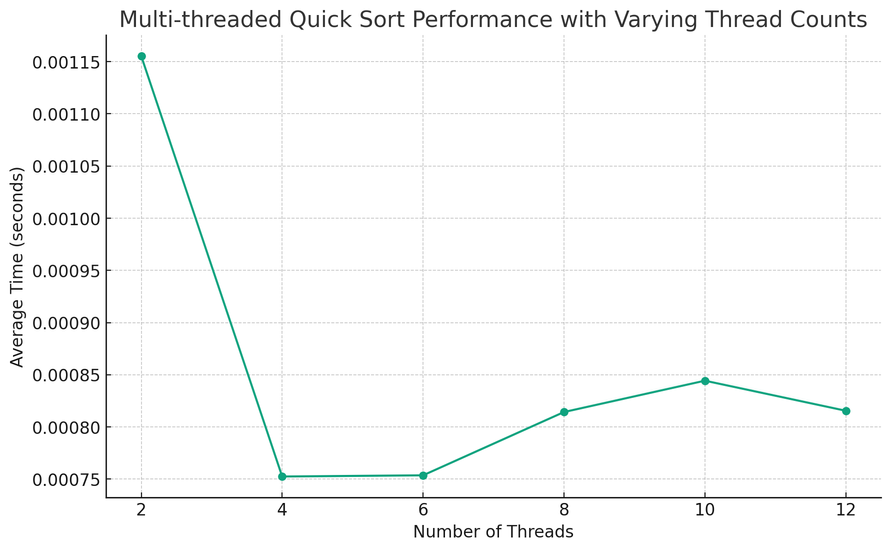 Multi-threaded Quick Sort Performance with Varying Thread Counts
Average Time (seconds)
0.00115
0.00110
0.00105
0.00100
0.00095
0.00090
0.00085
0.00080
0.00075
2 4 6 8 10 12
Number of Threads